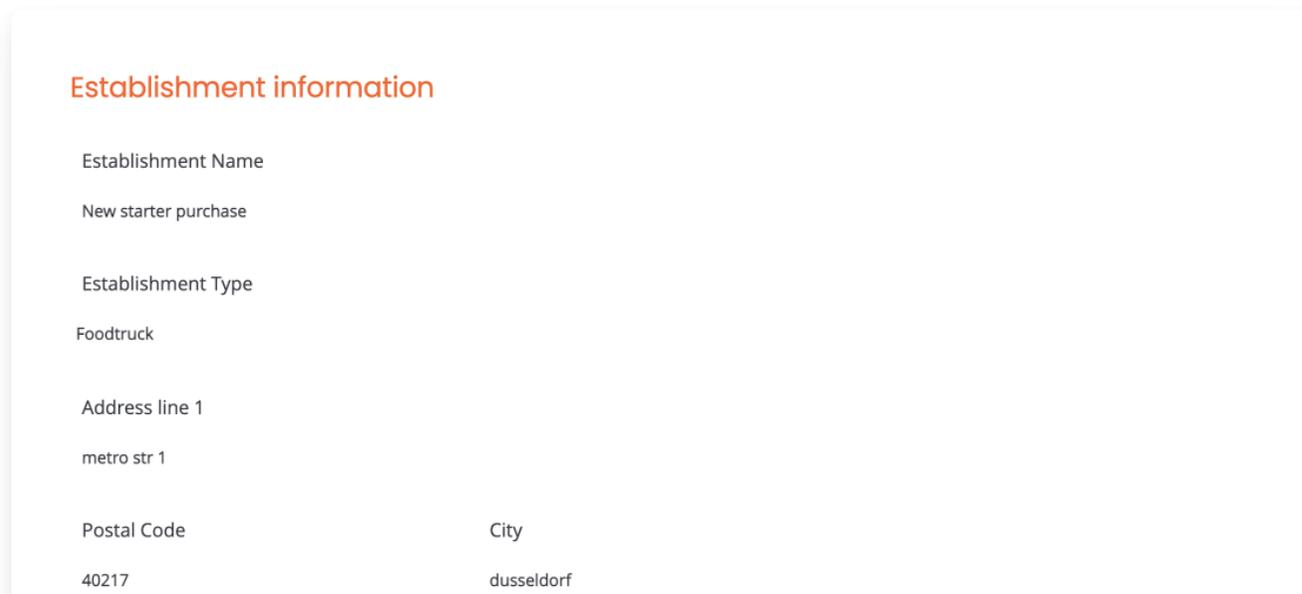 Establishment information
Establishment Name
New starter purchase
Establishment Type
Foodtruck
Address line 1
metro str 1
Postal Code City
40217 dusseldorf